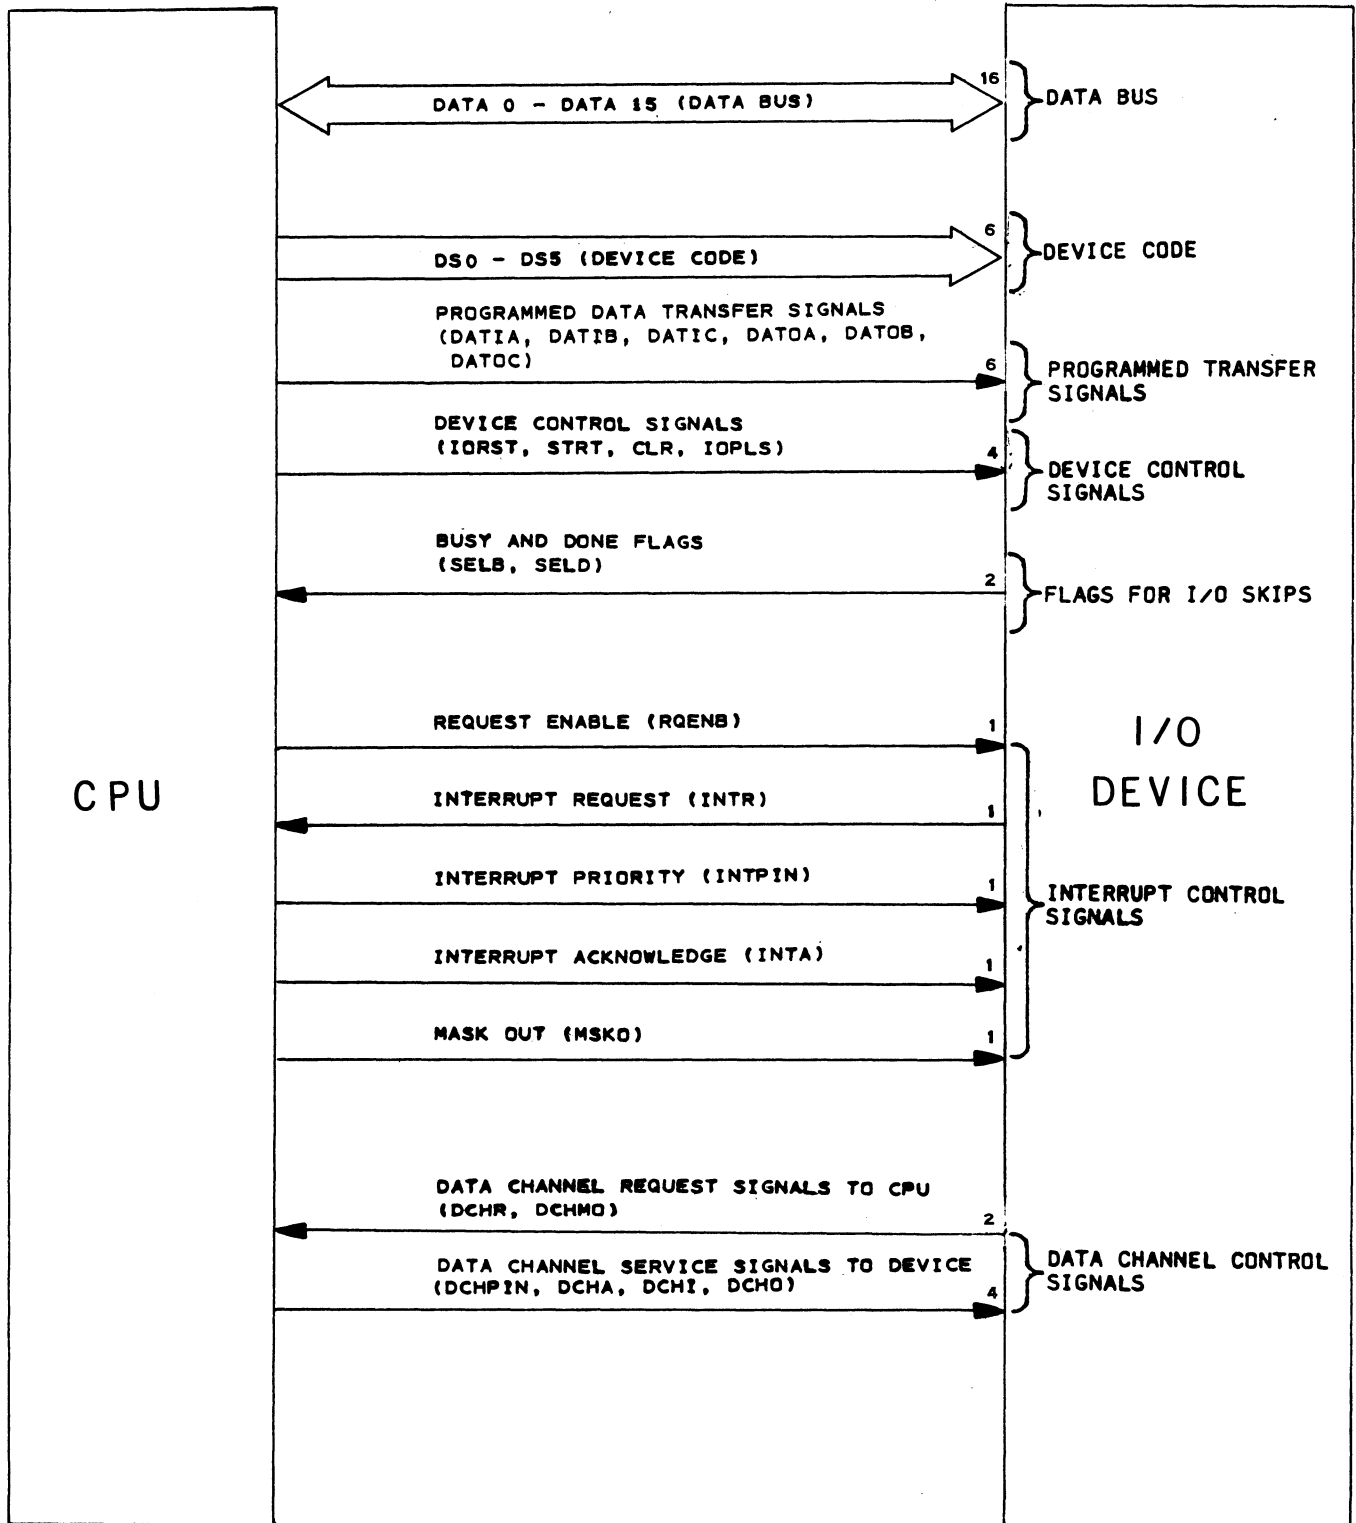 16
DATA 0 - DATA 15 (DATA BUS)
DATA BUS
6
DS0 - DS5 (DEVICE CODE)
DEVICE CODE
PROGRAMMED DATA TRANSFER SIGNALS
(DATIA, DATIB, DATIC, DATOA, DATOB,
DATOC)
6
PROGRAMMED TRANSFER
SIGNALS
DEVICE CONTROL SIGNALS
(IORST, STRT, CLR, IOPLS)
4
DEVICE CONTROL
SIGNALS
BUSY AND DONE FLAGS
(SELB, SELD)
2
FLAGS FOR I/O SKIPS
REQUEST ENABLE (RQENB)
1
I/O
DEVICE
CPU
INTERRUPT REQUEST (INTR)
1
INTERRUPT PRIORITY (INTPIN)
1
INTERRUPT CONTROL
SIGNALS
INTERRUPT ACKNOWLEDGE (INTA)
1
MASK OUT (MSKO)
1
DATA CHANNEL REQUEST SIGNALS TO CPU
(DCHR, DCHMO)
2
DATA CHANNEL SERVICE SIGNALS TO DEVICE
(DCHPIN, DCHA, DCHI, DCHO)
4
DATA CHANNEL CONTROL
SIGNALS